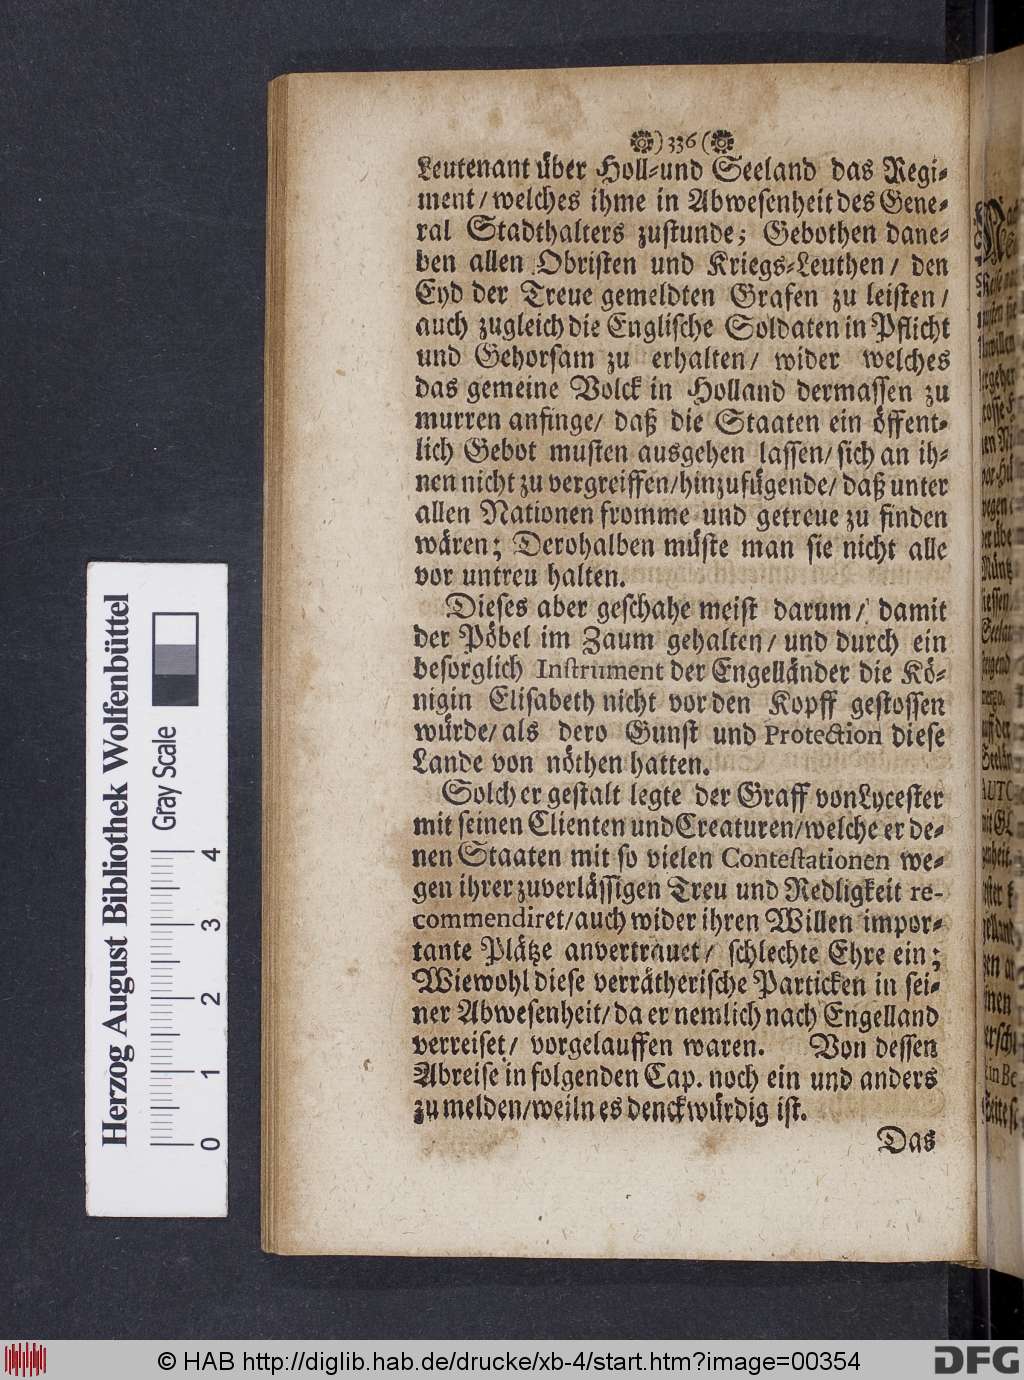 ) 336 (
Leutenant über Holl-und Seeland das Regi-
ment / welches ihme in Abwesenheit des Gene-
ral Stadthalters zustunde; Gebothen dane-
ben allen Obristen und Kriegs-Leuthen / den
Eyd der Treue gemeldten Grafen zu leisten /
auch zugleich die Englische Soldaten in Pflicht
und Gehorsam zu erhalten / wider welches
das gemeine Volck in Holland dermassen zu
murren anfinge / daß die Staaten ein öffent-
lich Gebot musten ausgehen lassen / sich an ih-
nen nicht zu vergreiffen / hinzufügende / daß unter
allen Nationen fromme und getreue zu finden
wären; Derohalben müste man sie nicht alle
vor untreu halten.
Dieses aber geschahe meist darum / damit
der Pöbel im Zaum gehalten / und durch ein
besorglich Instrument der Engelländer die Kö-
nigin Elisabeth nicht vor den Kopff gestossen
würde / als dero Gunst und Protection diese
Lande von nöthen hatten.
Solcher gestalt legte der Graff von Lycester
mit seinen Clienten und Creaturen / welche er de-
nen Staaten mit so vielen Contestationen we-
gen ihrer zuverlässigen Treu und Redligkeit re-
commendiret / auch wider ihren Willen impor-
tante Plätze anvertrauet / schlechte Ehre ein;
Wiewohl diese verrätherische Particken in sei-
ner Abwesenheit / da er nemlich nach Engelland
verreiset / vorgelauffen waren. Von dessen
Abreise in folgenden Cap. noch ein und anders
zu melden / weiln es denckwürdig ist.
Das
Herzog August Bibliothek Wolfenbüttel
Gray Scale
0 1 2 3 4
© HAB http://diglib.hab.de/drucke/xb-4/start.htm?image=00354
DFG